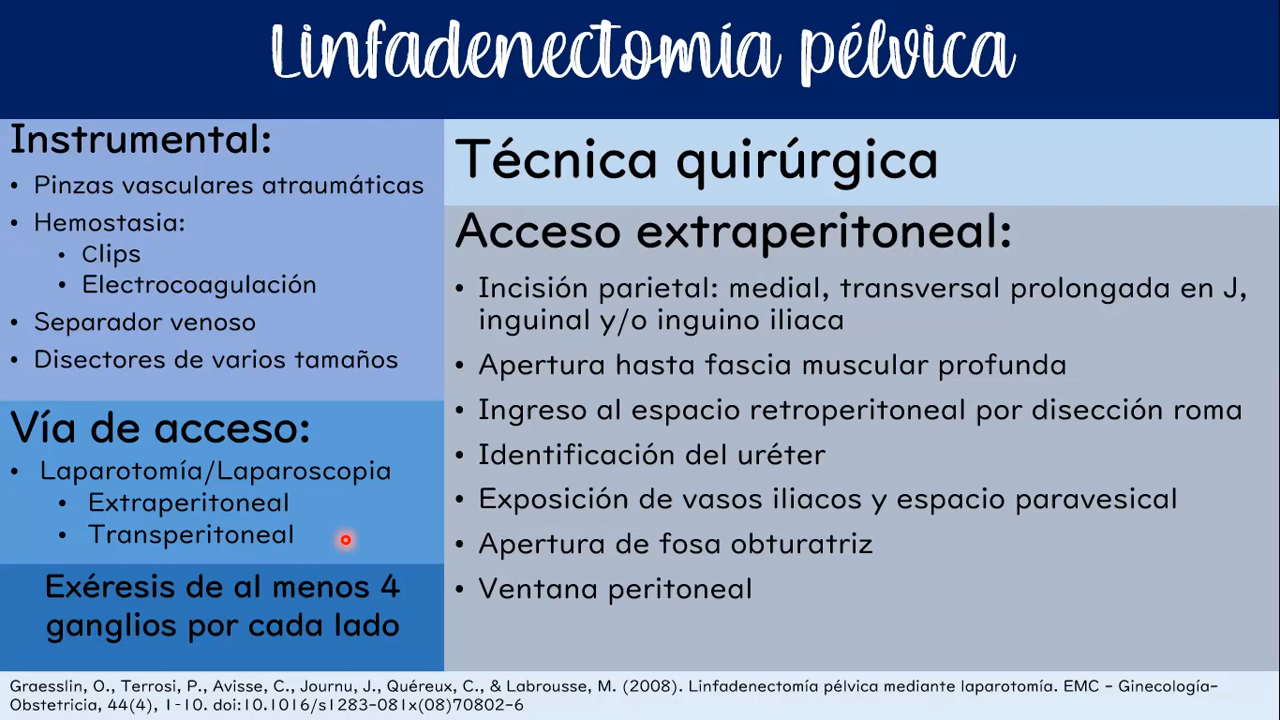 Linfadenectomía pélvica
Instrumental:
• Pinzas vasculares atraumáticas
• Hemostasia:
• Clips
• Electrocoagulación
• Separador venoso
• Disectores de varios tamaños
Vía de acceso:
• Laparotomía/Laparoscopia
• Extraperitoneal
• Transperitoneal
Exéresis de al menos 4
ganglios por cada lado
Técnica quirúrgica
Acceso extraperitoneal:
• Incisión parietal: medial, transversal prolongada en J,
inguinal y/o inguino iliaca
• Apertura hasta fascia muscular profunda
• Ingreso al espacio retroperitoneal por disección roma
• Identificación del uréter
• Exposición de vasos iliacos y espacio paravesical
• Apertura de fosa obturatriz
• Ventana peritoneal
Graesslin, O., Terrosi, P., Avisse, C., Journu, J., Quéreux, C., & Labrousse, M. (2008). Linfadenectomía pélvica mediante laparotomía. EMC - Ginecología-
Obstetricia, 44(4), 1-10. doi:10.1016/s1283-081x(08)70802-6